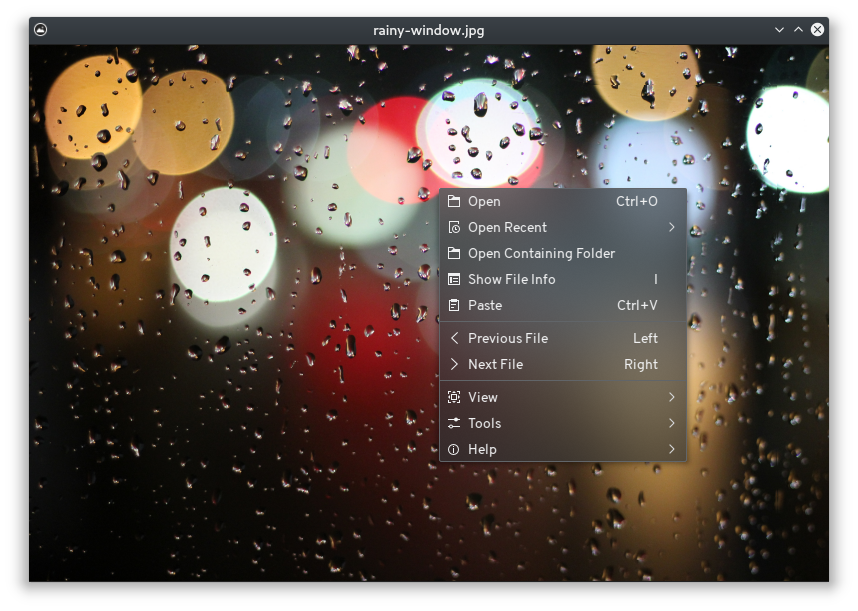 rainy-window.jpg
Open Ctrl+O
Open Recent
Open Containing Folder
Show File Info I
Paste Ctrl+V
Previous File Left
Next File Right
View
Tools
Help